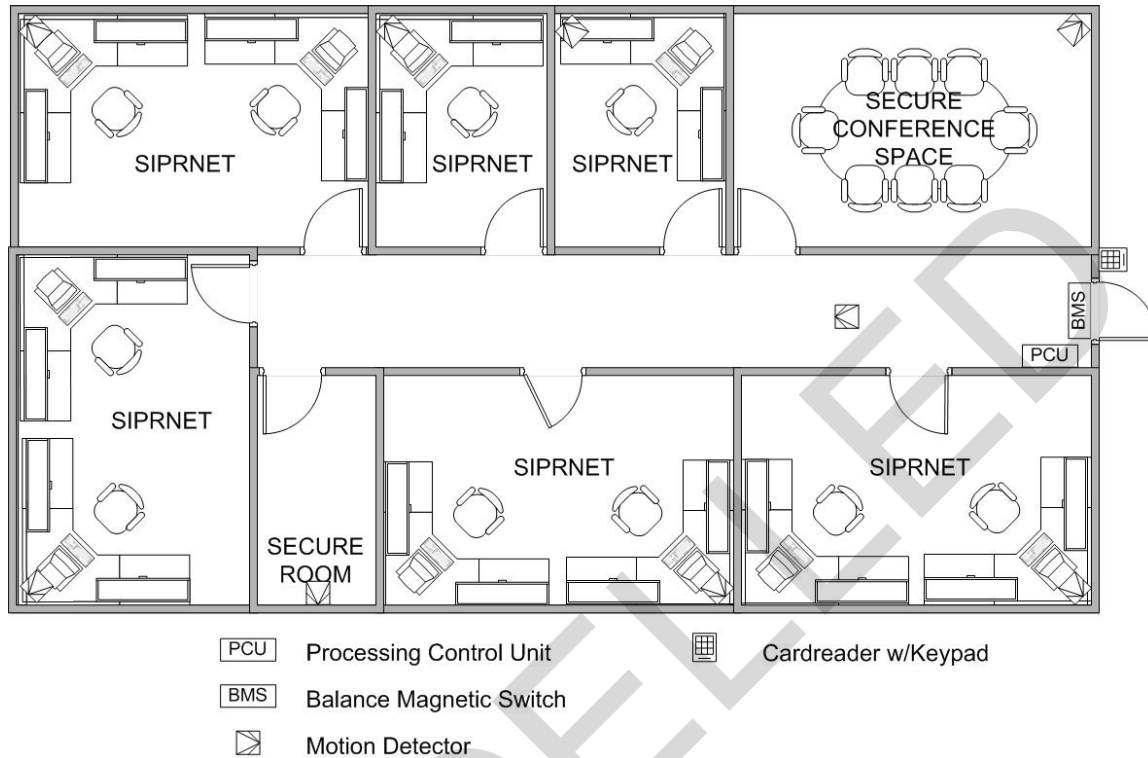 SIPRNET
SIPRNET
SIPRNET
SECURE
CONFERENCE
SPACE
BMS
PCU
SIPRNET
SIPRNET
SIPRNET
SECURE
ROOM
PCU Processing Control Unit
Cardreader w/Keypad
BMS Balance Magnetic Switch
Motion Detector
ELLED